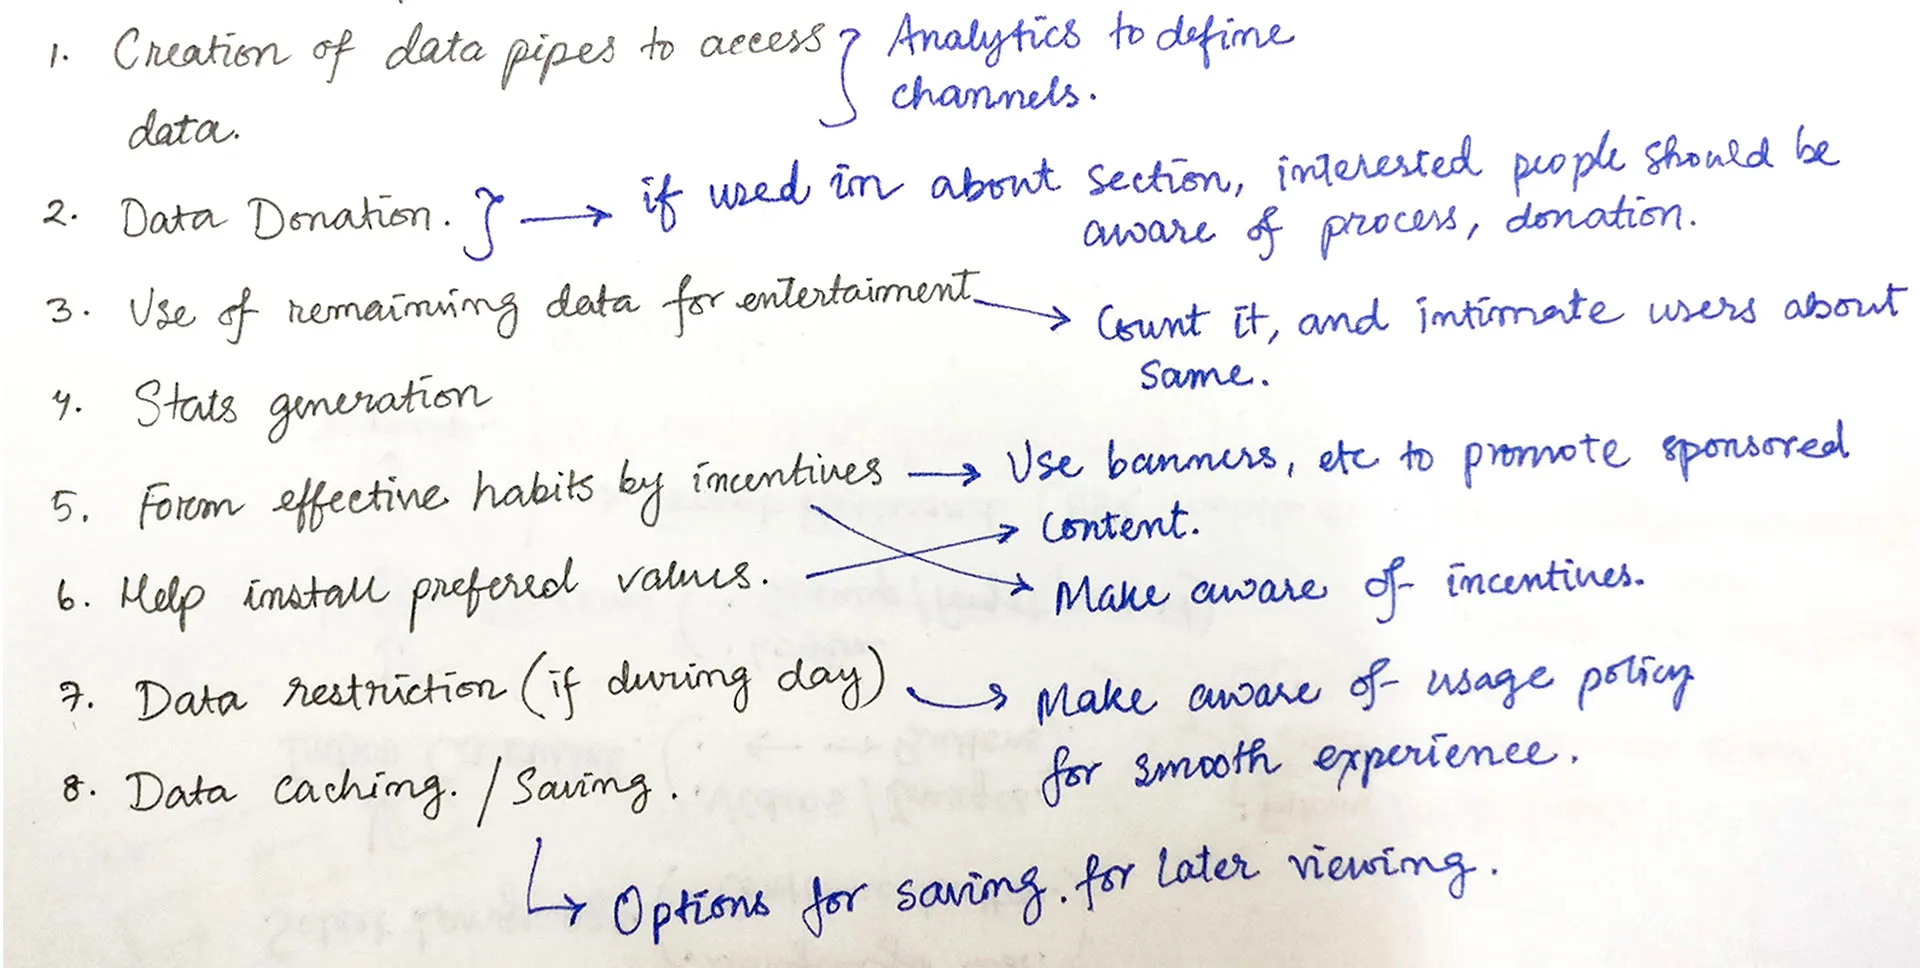 1. Creation of data pipes to access } Analytics to define
data. channels.
2. Data Donation. } → if used in about section, interested people should be
aware of process, donation.
3. Use of remaining data for entertainment → Count it, and intimate users about
same.
4. Stats generation
5. Form effective habits by incentives → Use banners, etc to promote sponsored
→ Content.
6. Help install prefered values. → Make aware of incentives.
7. Data restriction (if during day) → Make aware of usage policy
for smooth experience.
8. Data caching. / Saving.
↳ Options for saving. for later viewing.